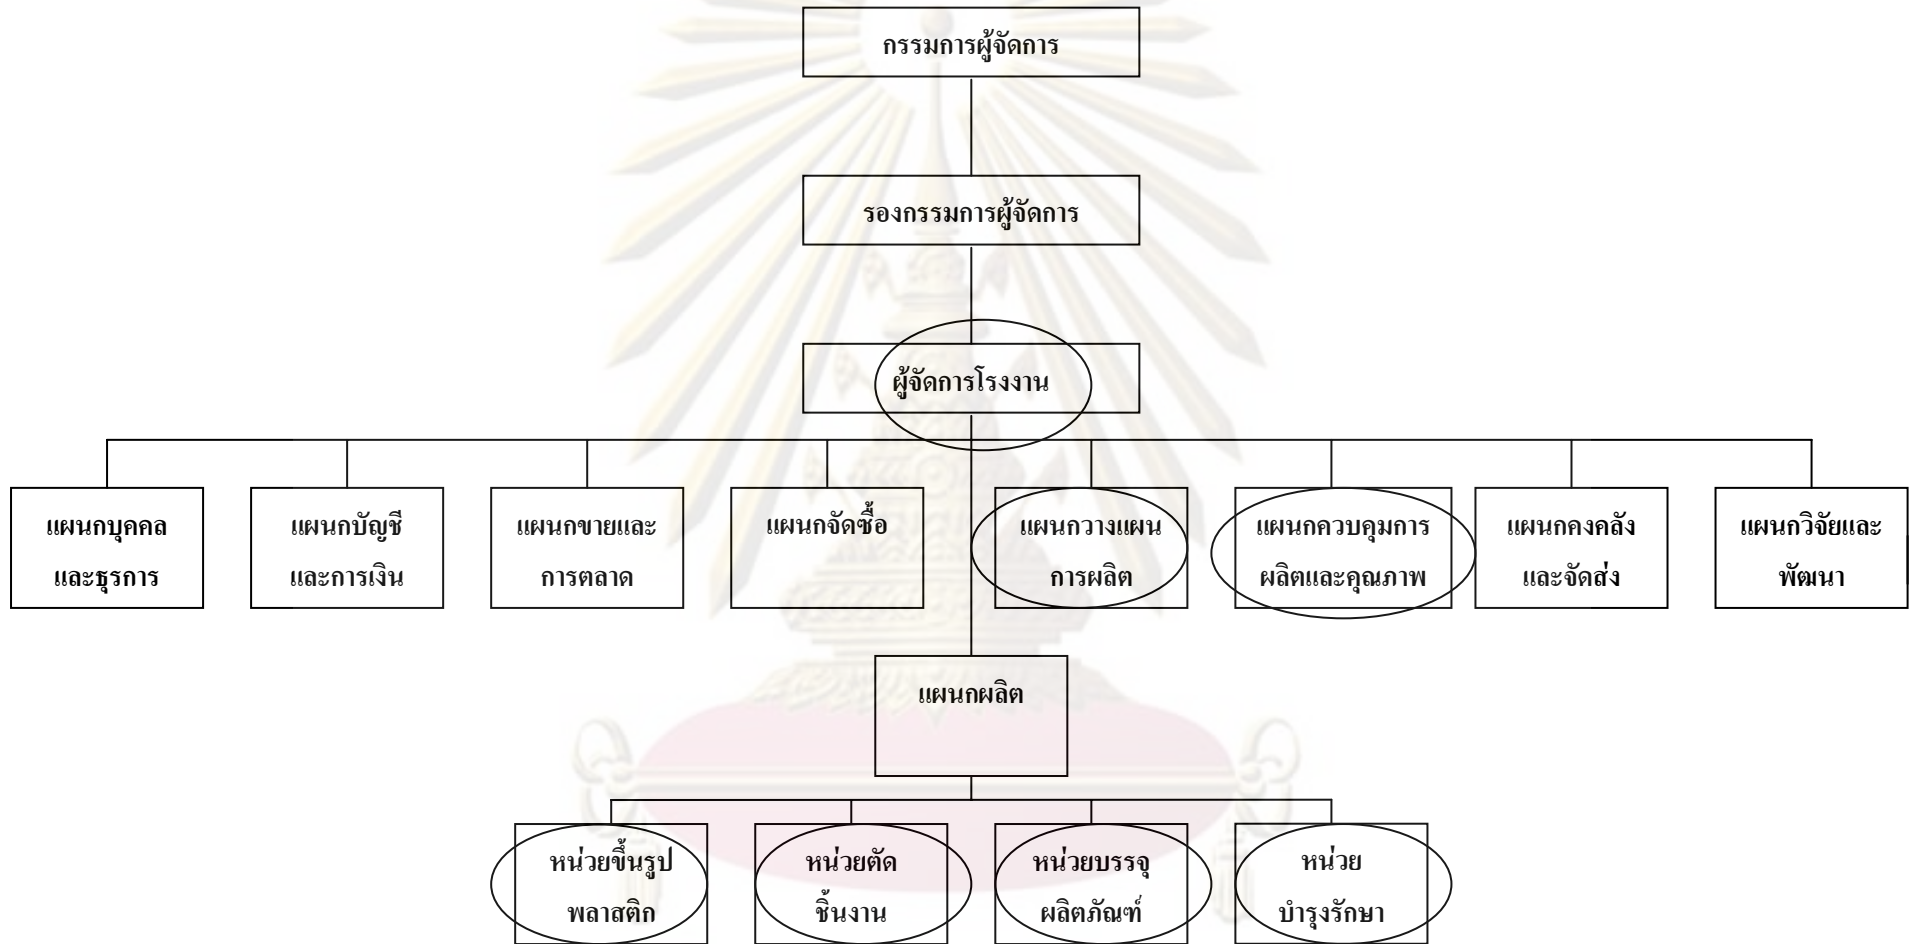 กรรมการผู้จัดการ
รองกรรมการผู้จัดการ
ผู้จัดการโรงงาน
แผนกบุคคล
และธุรการ
แผนกบัญชี
และการเงิน
แผนกขายและ
การตลาด
แผนกจัดซื้อ
แผนกวางแผน
การผลิต
แผนกควบคุมการ
ผลิตและคุณภาพ
แผนกคงคลัง
และจัดส่ง
แผนกวิจัยและ
พัฒนา
แผนกผลิต
หน่วยขึ้นรูป
พลาสติก
หน่วยตัด
ชิ้นงาน
หน่วยบรรจุ
ผลิตภัณฑ์
หน่วย
บำรุงรักษา